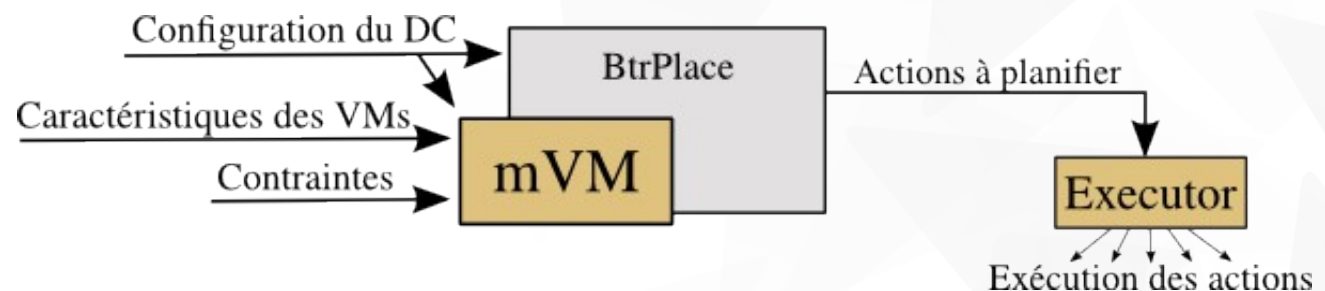 Configuration du DC
BtrPlace
Actions à planifier
Caractéristiques des VMs
mVM
Contraintes
Executor
Exécution des actions